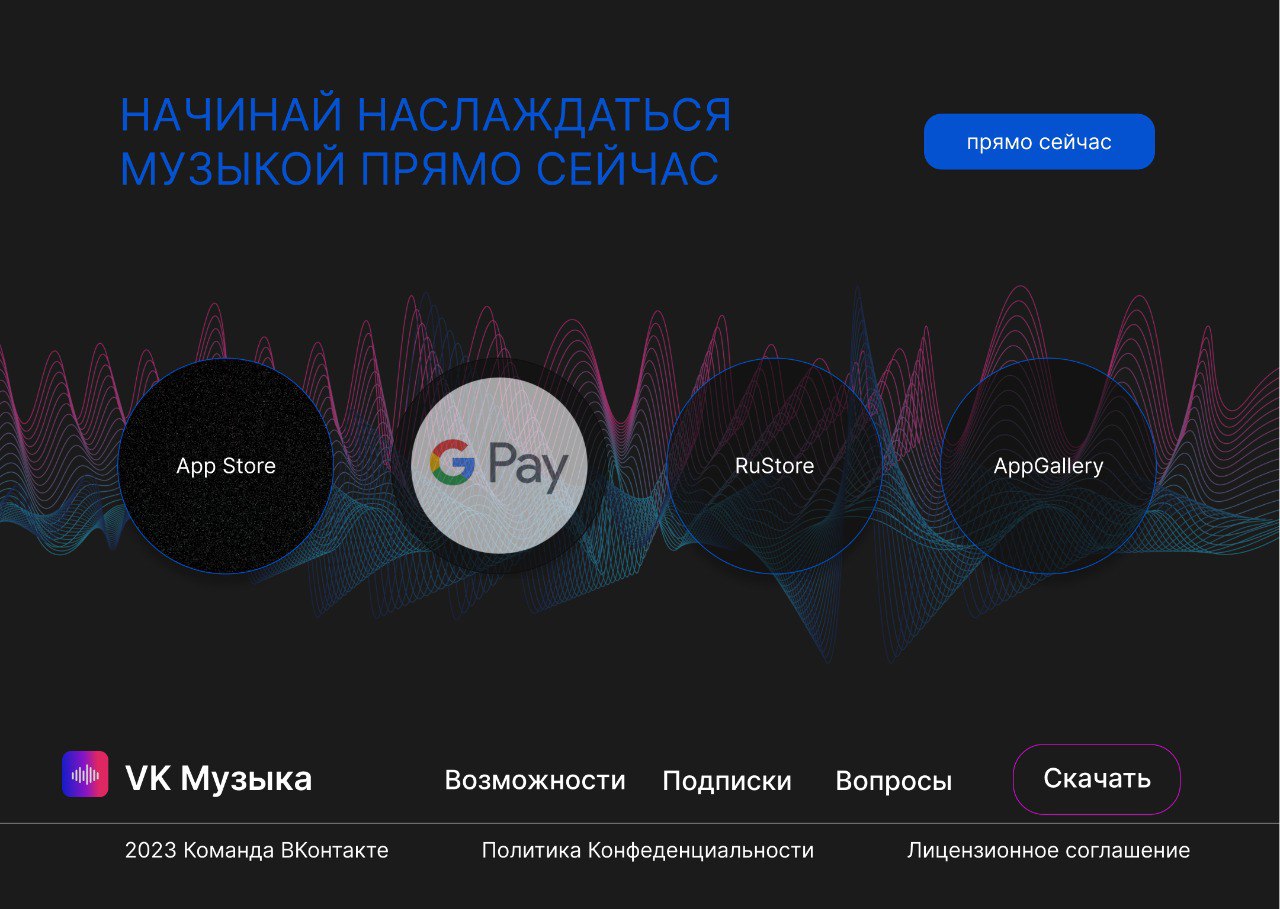 НАЧИНАЙ НАСЛАЖДАТЬСЯ
МУЗЫКОЙ ПРЯМО СЕЙЧАС
прямо сейчас
App Store
G Pay
RuStore
AppGallery
VK Музыка
Возможности
Подписки
Вопросы
Скачать
2023 Команда ВКонтакте
Политика Конфеденциальности
Лицензионное соглашение